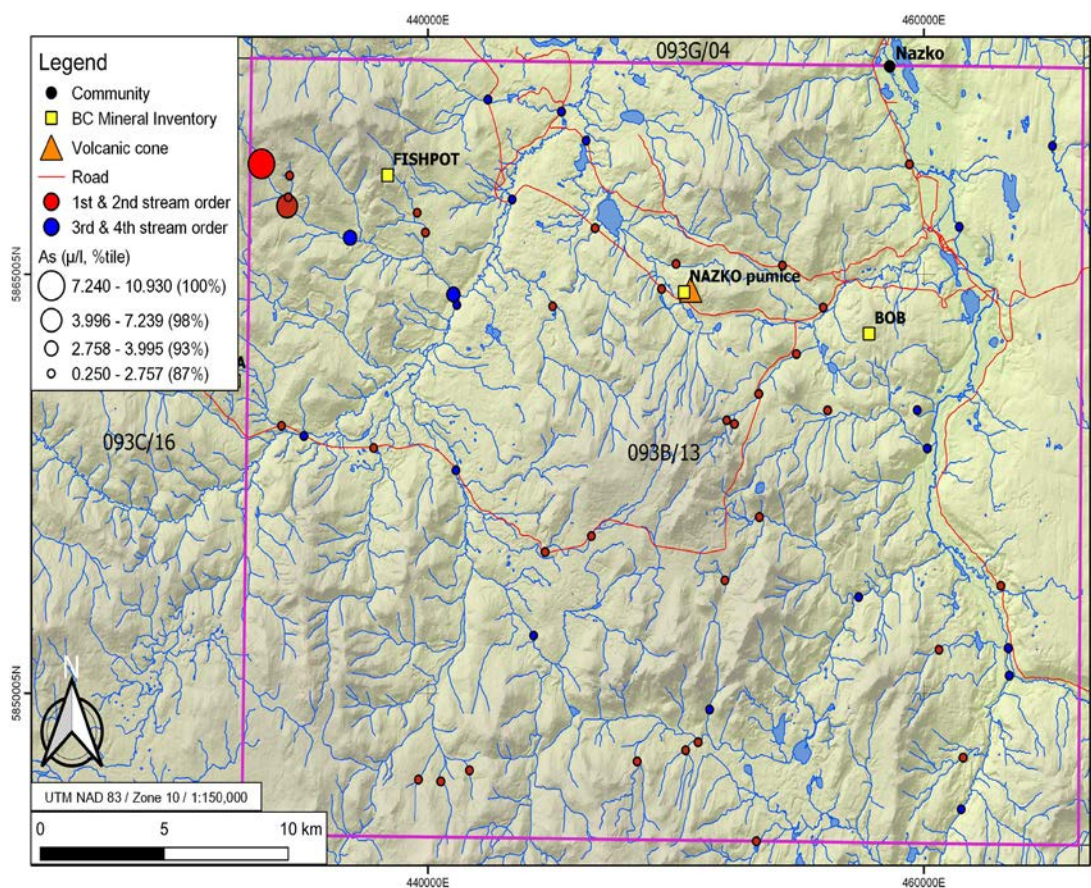 440000E
460000E
093G/04
Nazko
Legend
Community
BC Mineral Inventory
Volcanic cone
Road
1st & 2nd stream order
3rd & 4th stream order
As (µ/l, %tile)
7.240 - 10.930 (100%)
3.996 - 7.239 (98%)
2.758 - 3.995 (93%)
0.250 - 2.757 (87%)
FISHPOT
5865005N
NAZKO pumice
BOB
A
093C/16
093B/13
5850005N
N
UTM NAD 83 / Zone 10 / 1:150,000
0 5 10 km
440000E
460000E